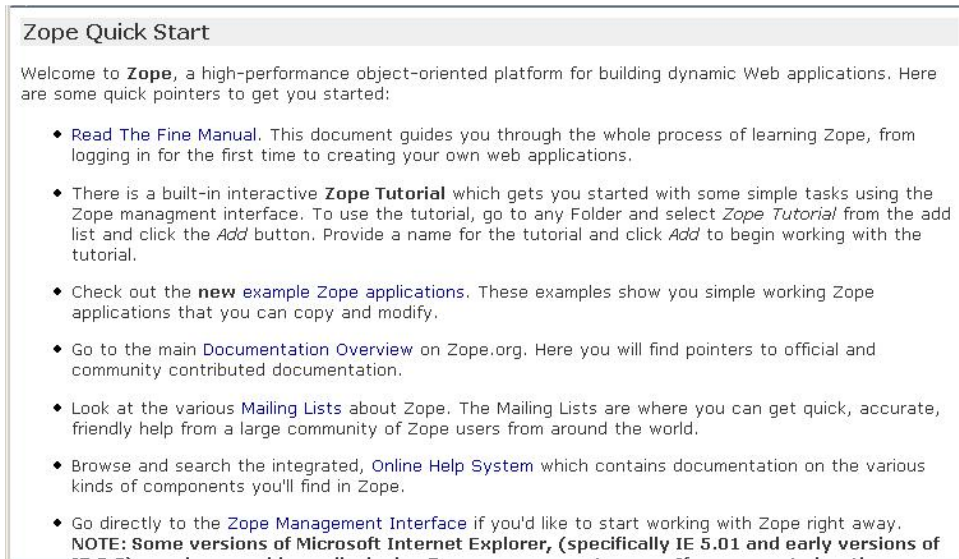 Zope Quick Start
Welcome to Zope, a high-performance object-oriented platform for building dynamic Web applications. Here
are some quick pointers to get you started:
Read The Fine Manual. This document guides you through the whole process of learning Zope, from
logging in for the first time to creating your own web applications.
There is a built-in interactive Zope Tutorial which gets you started with some simple tasks using the
Zope managment interface. To use the tutorial, go to any Folder and select Zope Tutorial from the add
list and click the Add button. Provide a name for the tutorial and click Add to begin working with the
tutorial.
Check out the new example Zope applications. These examples show you simple working Zope
applications that you can copy and modify.
Go to the main Documentation Overview on Zope.org. Here you will find pointers to official and
community contributed documentation.
Look at the various Mailing Lists about Zope. The Mailing Lists are where you can get quick, accurate,
friendly help from a large community of Zope users from around the world.
Browse and search the integrated, Online Help System which contains documentation on the various
kinds of components you'll find in Zope.
Go directly to the Zope Management Interface if you'd like to start working with Zope right away.
NOTE: Some versions of Microsoft Internet Explorer, (specifically IE 5.01 and early versions of